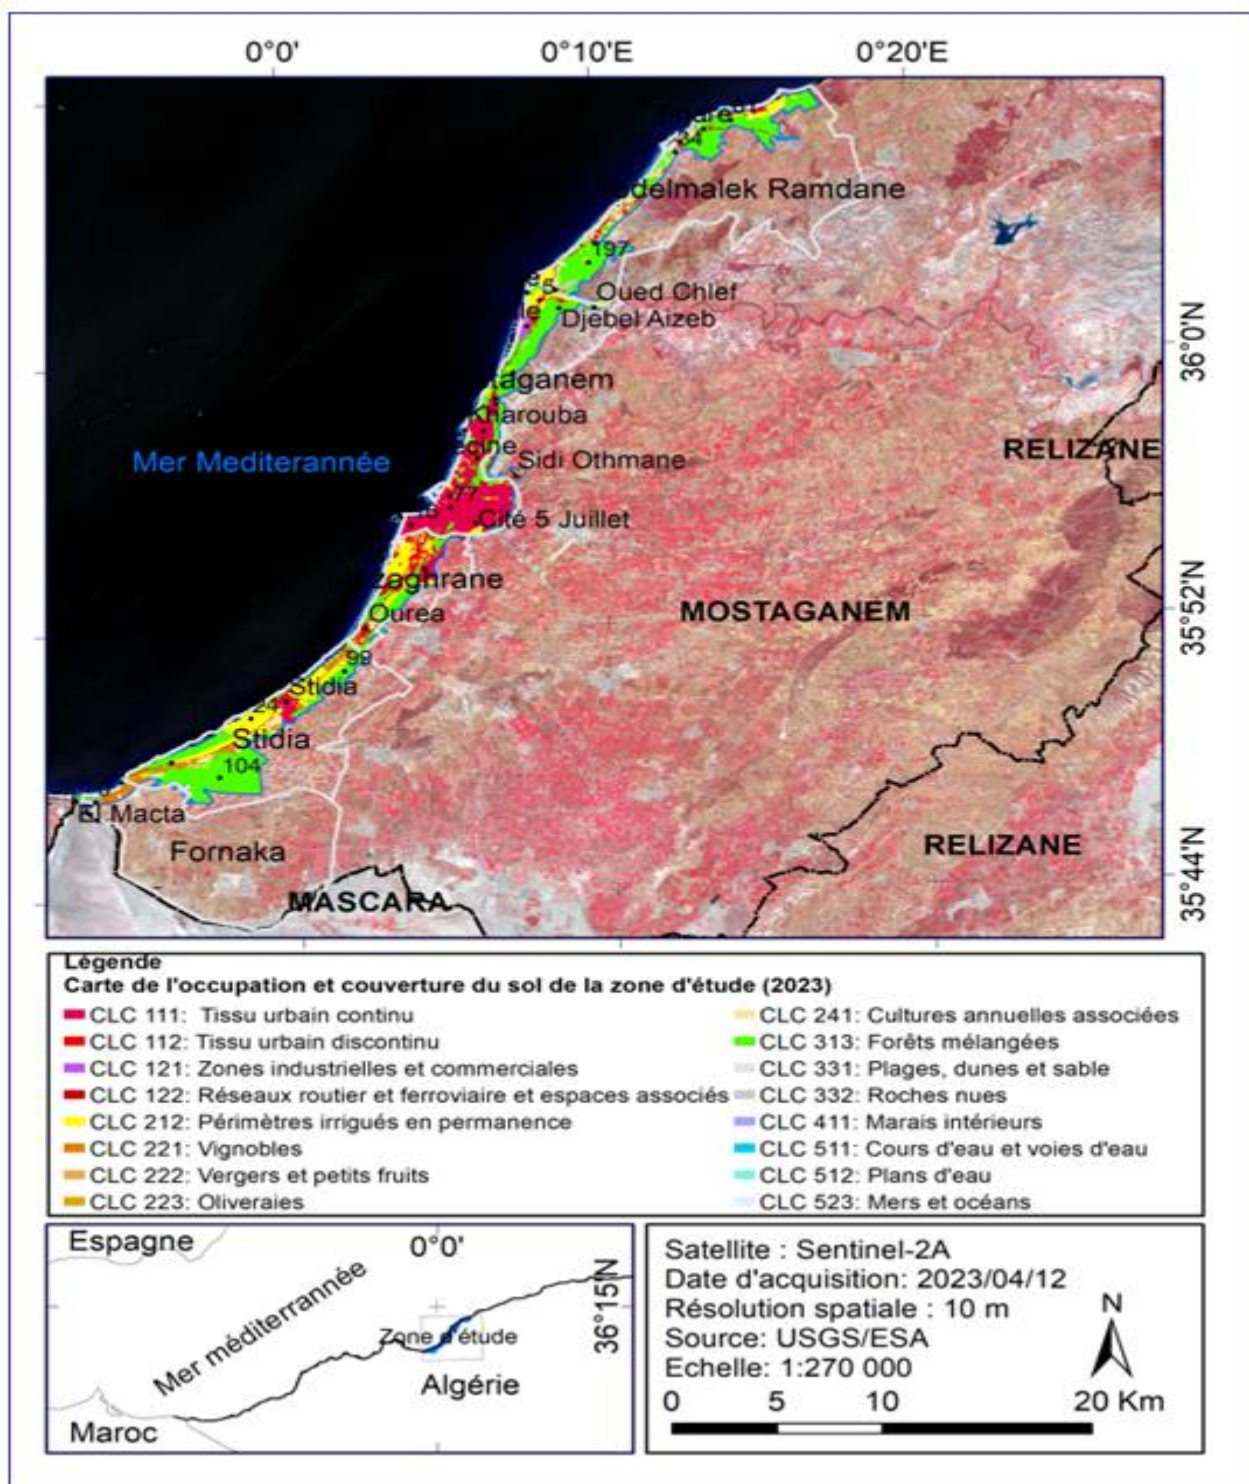 0°0'
0°10'E
0°20'E
delmalek Ramdane
197
Oued Chlef
Djebel Aizeb
36°0'N
taganem
Kharouba
RELIZANE
Mer Mediterannée
Sidi Othmane
77
Cité 5 Juillet
zaghrane
MOSTAGANEM
35°52'N
Ourea
99
Stidia
24
Stidia
104
El Macta
Fornaka
RELIZANE
35°44'N
MASCARA
Légende
Carte de l'occupation et couverture du sol de la zone d'étude (2023)
CLC 111: Tissu urbain continu
CLC 112: Tissu urbain discontinu
CLC 121: Zones industrielles et commerciales
CLC 122: Réseaux routier et ferroviaire et espaces associés
CLC 212: Périmètres irrigués en permanence
CLC 221: Vignobles
CLC 222: Vergers et petits fruits
CLC 223: Oliveraies
CLC 241: Cultures annuelles associées
CLC 313: Forêts mélangées
CLC 331: Plages, dunes et sable
CLC 332: Roches nues
CLC 411: Marais intérieurs
CLC 511: Cours d'eau et voies d'eau
CLC 512: Plans d'eau
CLC 523: Mers et océans
Espagne
0°0'
Mer méditerrannée
36°15'N
Zone d'étude
Algérie
Maroc
Satellite : Sentinel-2A
Date d'acquisition: 2023/04/12
Résolution spatiale : 10 m
Source: USGS/ESA
Echelle: 1:270 000
N
0 5 10 20 Km